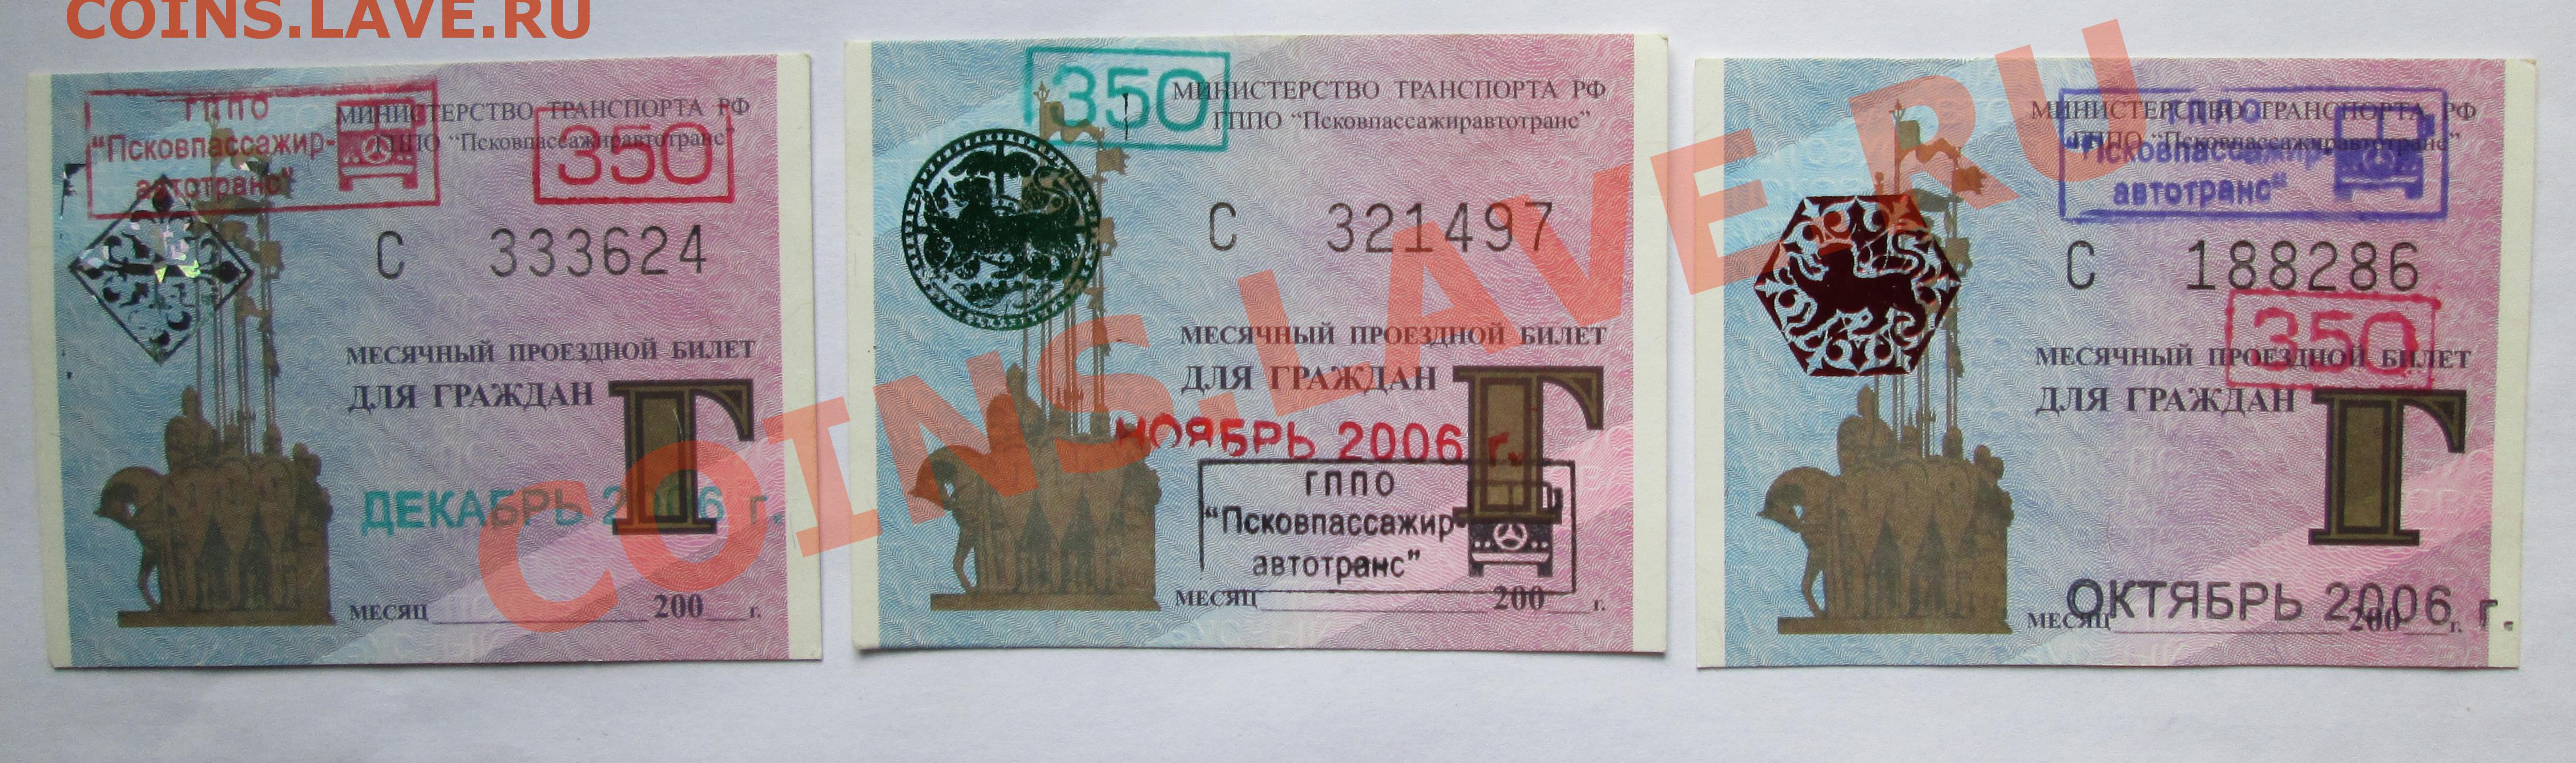 COINS.LAVE.RU
ГППО
"Псковпассажир-
автотранс"
МИНИСТЕРСТВО ТРАНСПОРТА РФ
ГППО "Псковпассажиравтотранс"
350
С 333624
МЕСЯЧНЫЙ ПРОЕЗДНОЙ БИЛЕТ
ДЛЯ ГРАЖДАН
Г
ДЕКАБРЬ 2006 г.
МЕСЯЦ 200 г.
350
МИНИСТЕРСТВО ТРАНСПОРТА РФ
ГППО "Псковпассажиравтотранс"
С 321497
МЕСЯЧНЫЙ ПРОЕЗДНОЙ БИЛЕТ
ДЛЯ ГРАЖДАН
Г
НОЯБРЬ 2006 г.
ГППО
"Псковпассажир-
автотранс"
МЕСЯЦ 200 г.
МИНИСТЕРСТВО ТРАНСПОРТА РФ
ГППО "Псковпассажиравтотранс"
ГППО
"Псковпассажир-
автотранс"
С 188286
350
МЕСЯЧНЫЙ ПРОЕЗДНОЙ БИЛЕТ
ДЛЯ ГРАЖДАН
Г
ОКТЯБРЬ 2006 г.
МЕСЯЦ 200 г.
COINS.LAVE.RU